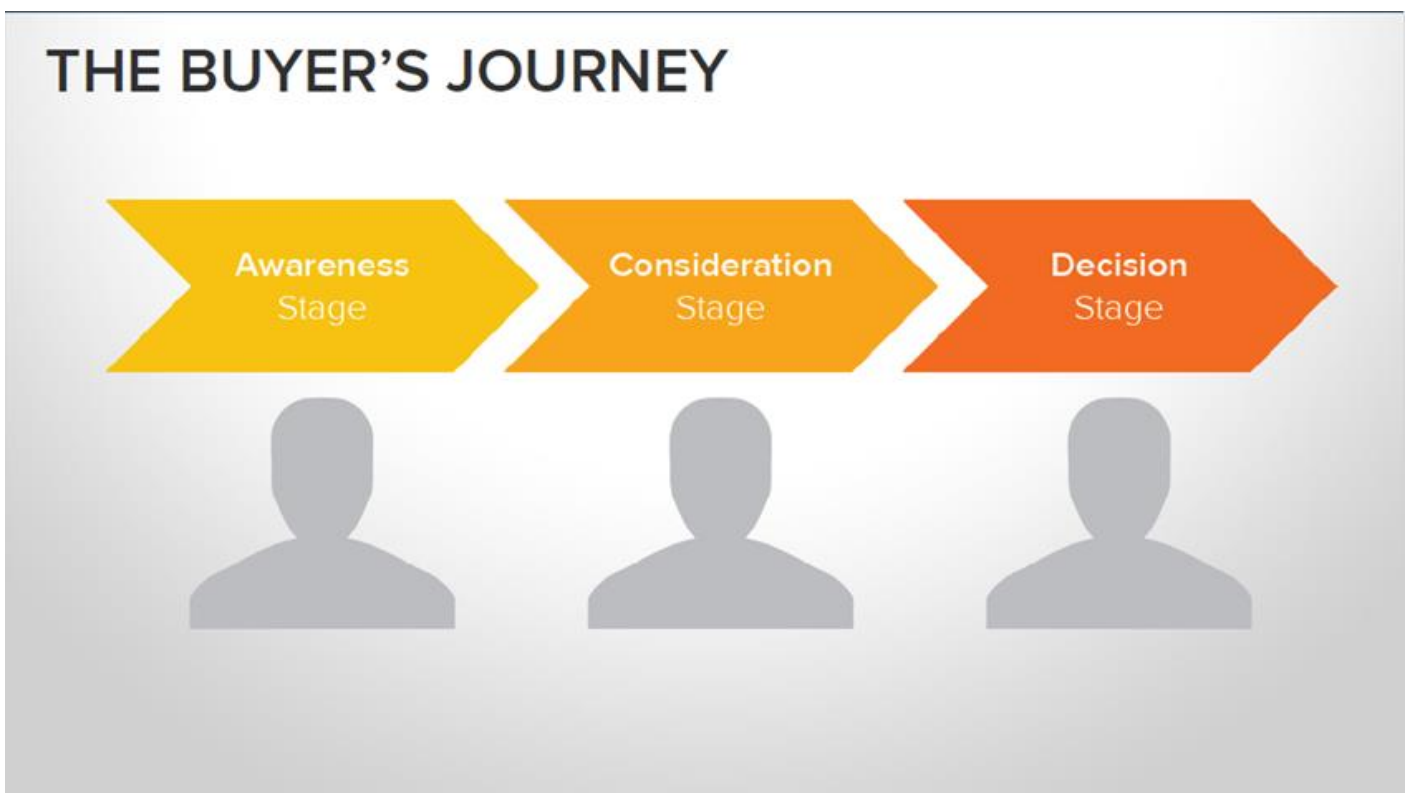 THE BUYER’S JOURNEY
Awareness
Stage
Consideration
Stage
Decision
Stage